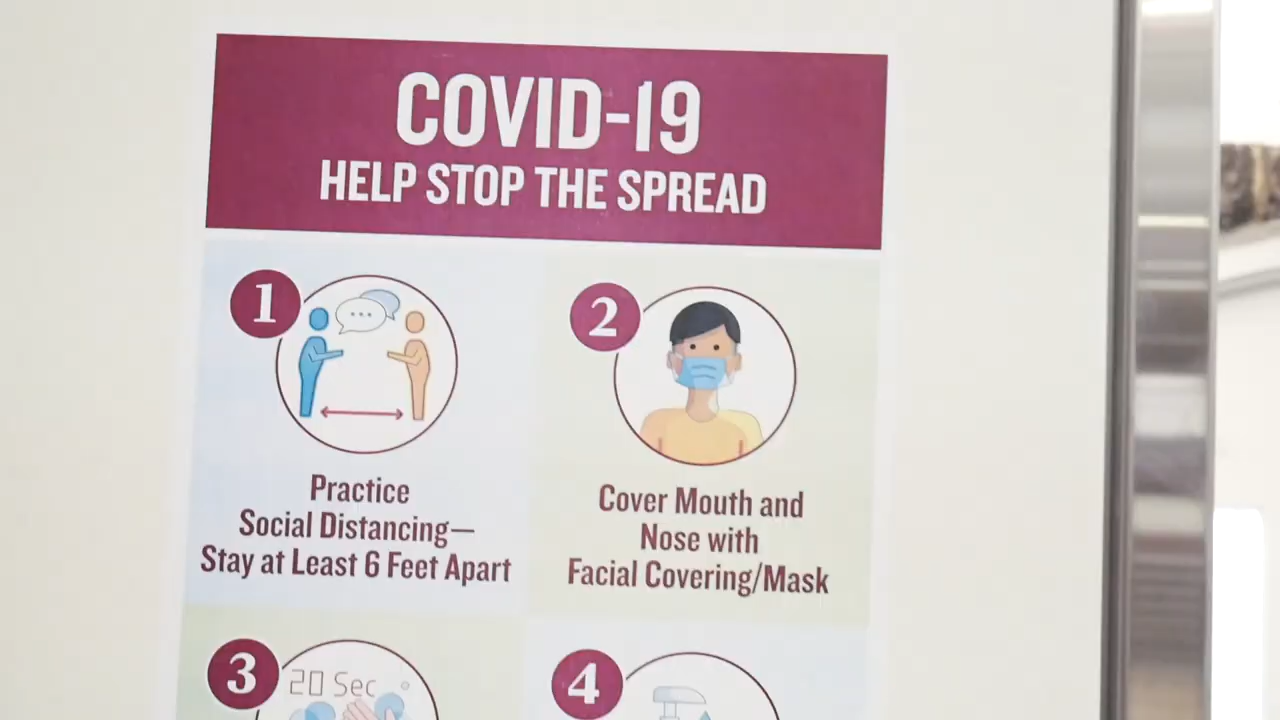 COVID-19
HELP STOP THE SPREAD
1
2
Practice
Social Distancing—
Stay at Least 6 Feet Apart
Cover Mouth and
Nose with
Facial Covering/Mask
3
20 Sec
4